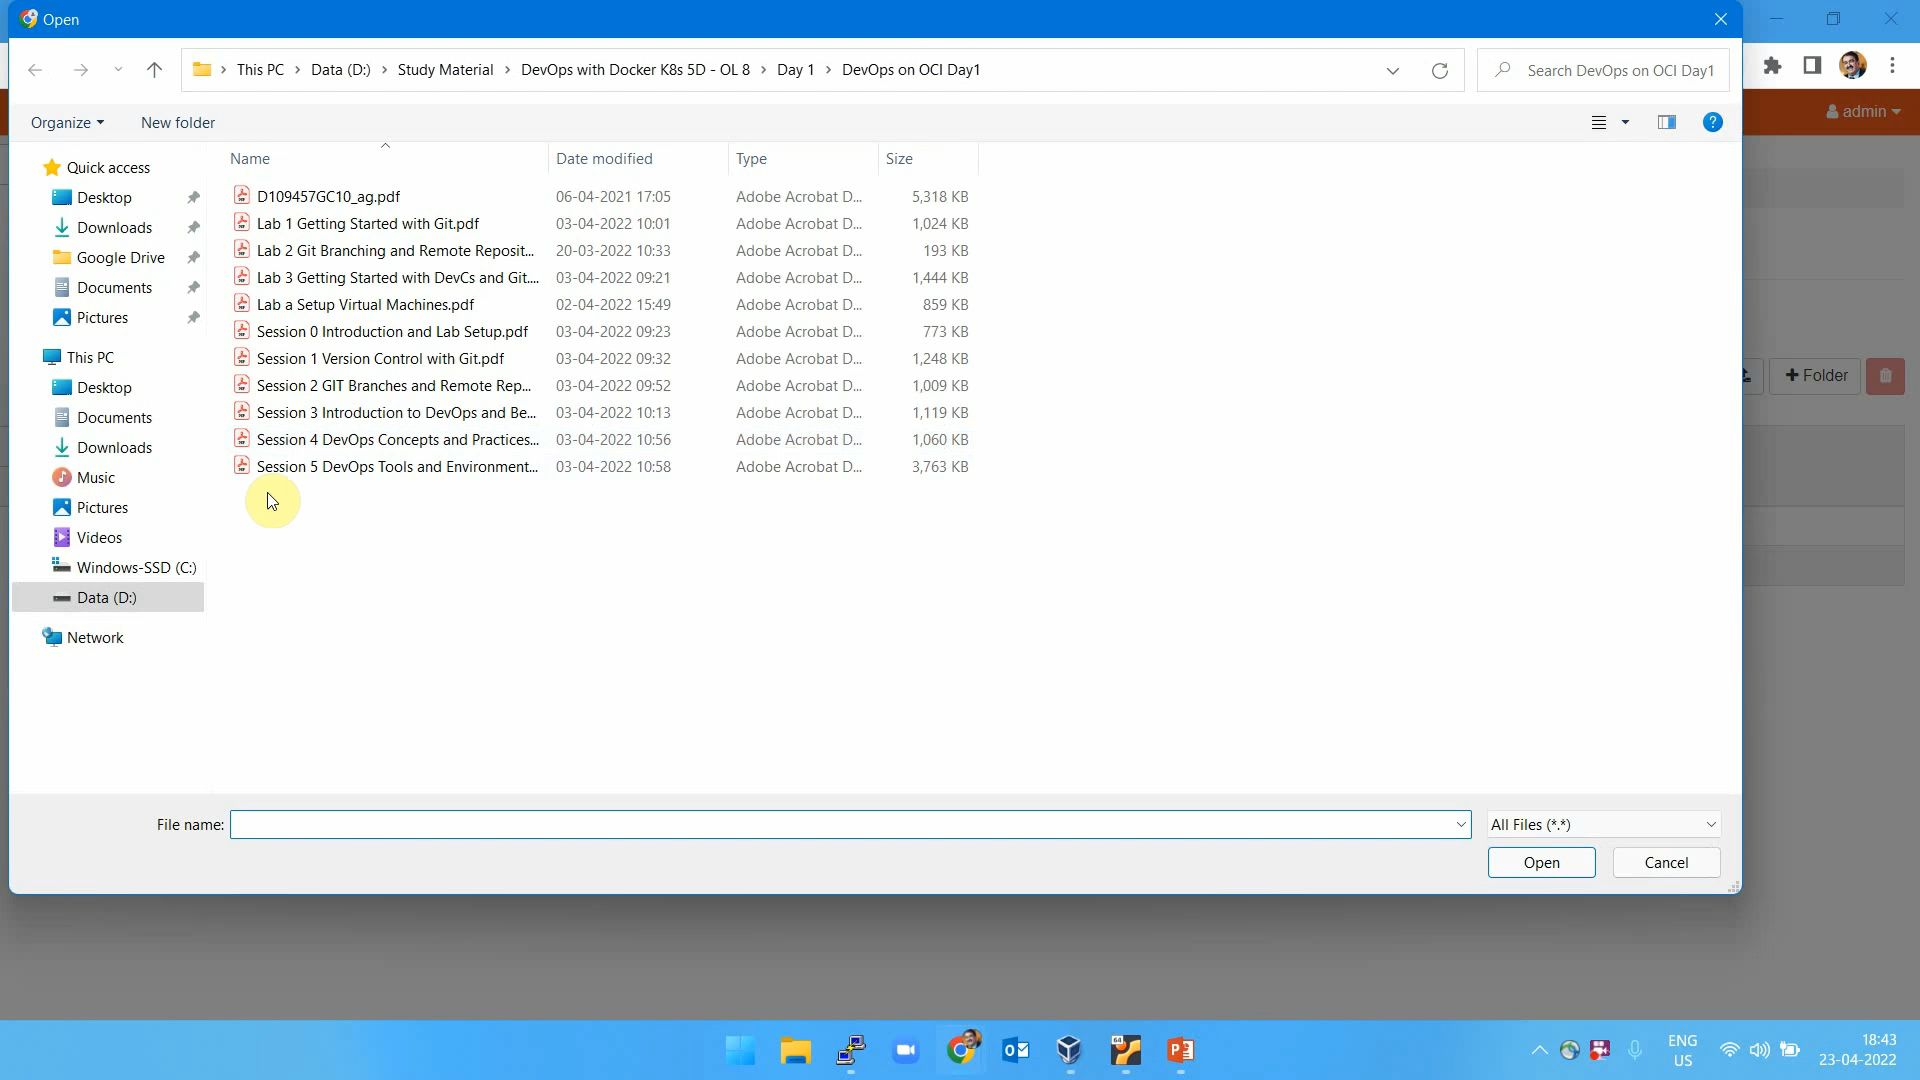 Open
This PC > Data (D:) > Study Material > DevOps with Docker K8s 5D - OL 8 > Day 1 > DevOps on OCI Day1
Search DevOps on OCI Day1
admin
Organize
New folder
Name Date modified Type Size
Quick access
Desktop
Downloads
Google Drive
Documents
Pictures
This PC
Desktop
Documents
Downloads
Music
Pictures
Videos
Windows-SSD (C:)
Data (D:)
Network
D109457GC10_ag.pdf 06-04-2021 17:05 Adobe Acrobat D... 5,318 KB
Lab 1 Getting Started with Git.pdf 03-04-2022 10:01 Adobe Acrobat D... 1,024 KB
Lab 2 Git Branching and Remote Reposit... 20-03-2022 10:33 Adobe Acrobat D... 193 KB
Lab 3 Getting Started with DevCs and Git.... 03-04-2022 09:21 Adobe Acrobat D... 1,444 KB
Lab a Setup Virtual Machines.pdf 02-04-2022 15:49 Adobe Acrobat D... 859 KB
Session 0 Introduction and Lab Setup.pdf 03-04-2022 09:23 Adobe Acrobat D... 773 KB
Session 1 Version Control with Git.pdf 03-04-2022 09:32 Adobe Acrobat D... 1,248 KB
Session 2 GIT Branches and Remote Rep... 03-04-2022 09:52 Adobe Acrobat D... 1,009 KB
Session 3 Introduction to DevOps and Be... 03-04-2022 10:13 Adobe Acrobat D... 1,119 KB
Session 4 DevOps Concepts and Practices... 03-04-2022 10:56 Adobe Acrobat D... 1,060 KB
Session 5 DevOps Tools and Environment... 03-04-2022 10:58 Adobe Acrobat D... 3,763 KB
+ Folder
File name:
All Files (*.*)
Open
Cancel
64
ENG
US
18:43
23-04-2022